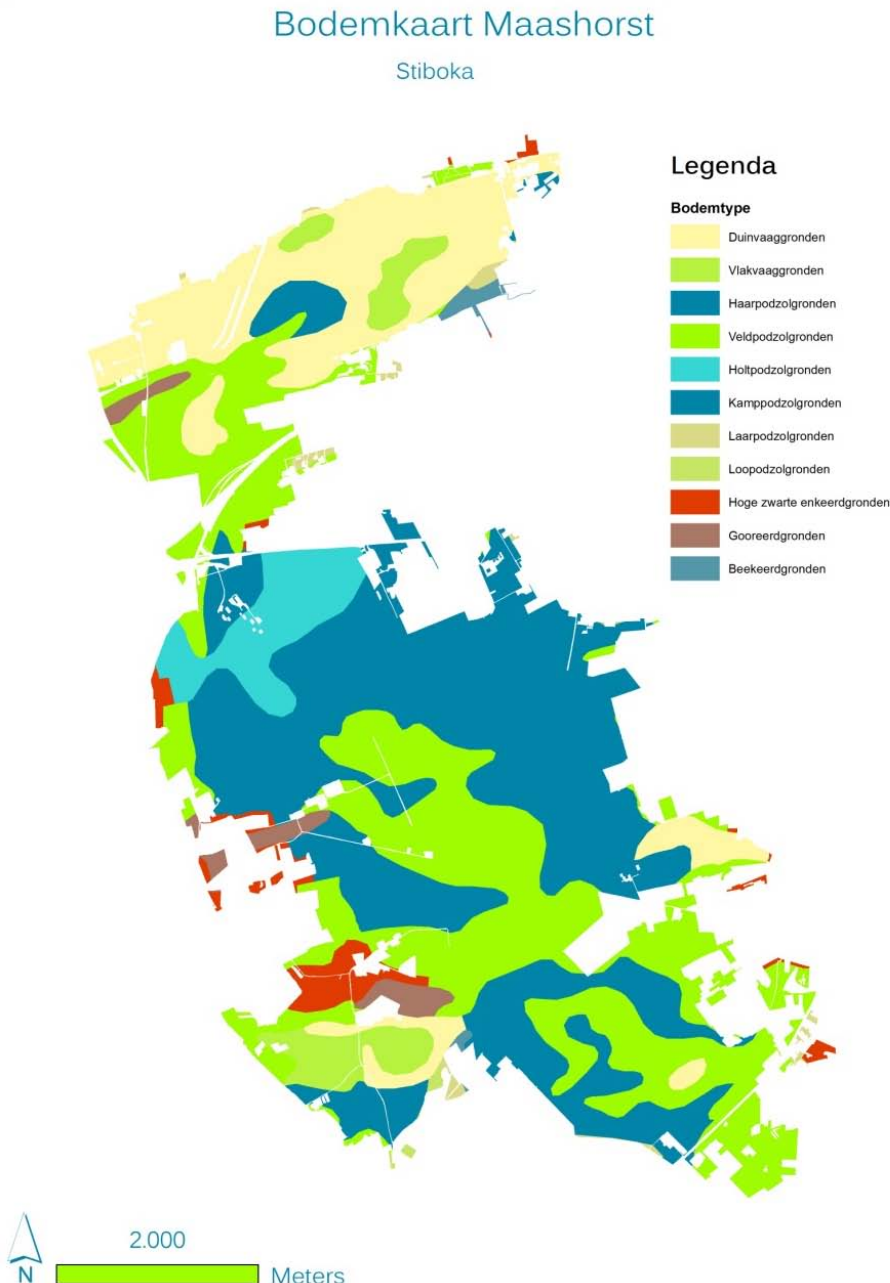 Bodemkaart Maashorst
Stiboka
Legenda
Bodemtype
Duinvaaggronden
Vlakvaaggronden
Haarpodzolgronden
Veldpodzolgronden
Holtpodzolgronden
Kamppodzolgronden
Laarpodzolgronden
Loopodzolgronden
Hoge zwarte enkeerdgronden
Gooreerdgronden
Beekeerdgronden
2.000
N
Meters